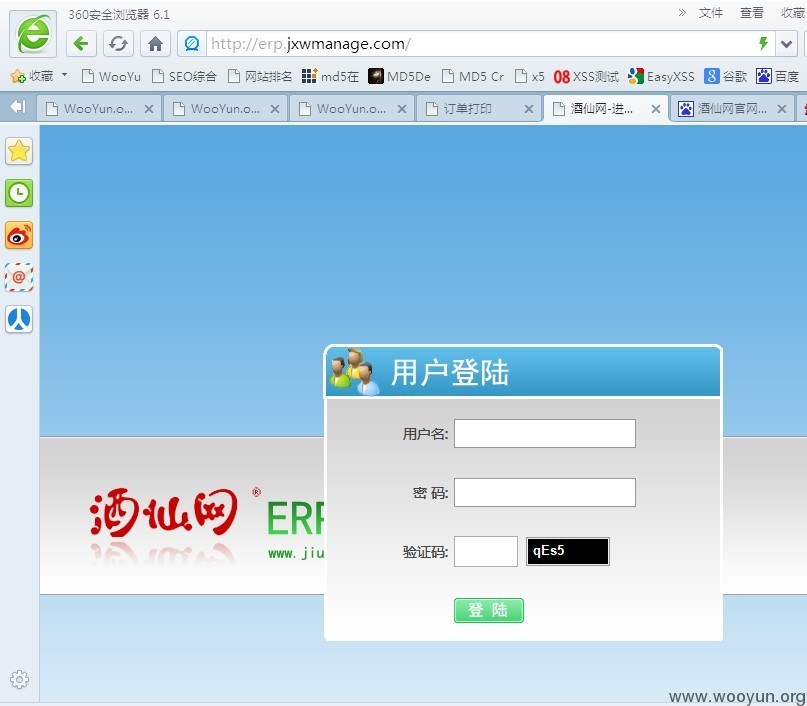 360安全浏览器 6.1
» 文件 查看 收藏
http://erp.jxwmanage.com/
收藏 WooYu SEO综合 网站排名 md5在 MD5De MD5 Cr x5 08 XSS测试 EasyXSS 谷歌 百度
WooYun.o... WooYun.o... WooYun.o... 订单打印 酒仙网-进... 酒仙网官网...
用户登陆
用户名:
密 码:
验证码: qEs5
登 陆
酒仙网® ERP
www.jiu
www.wooyun.org